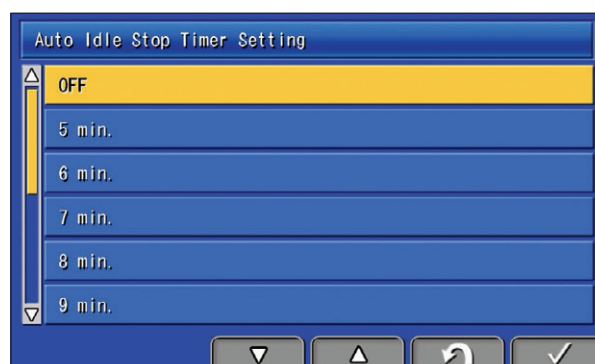 Auto Idle Stop Timer Setting
OFF
5 min.
6 min.
7 min.
8 min.
9 min.